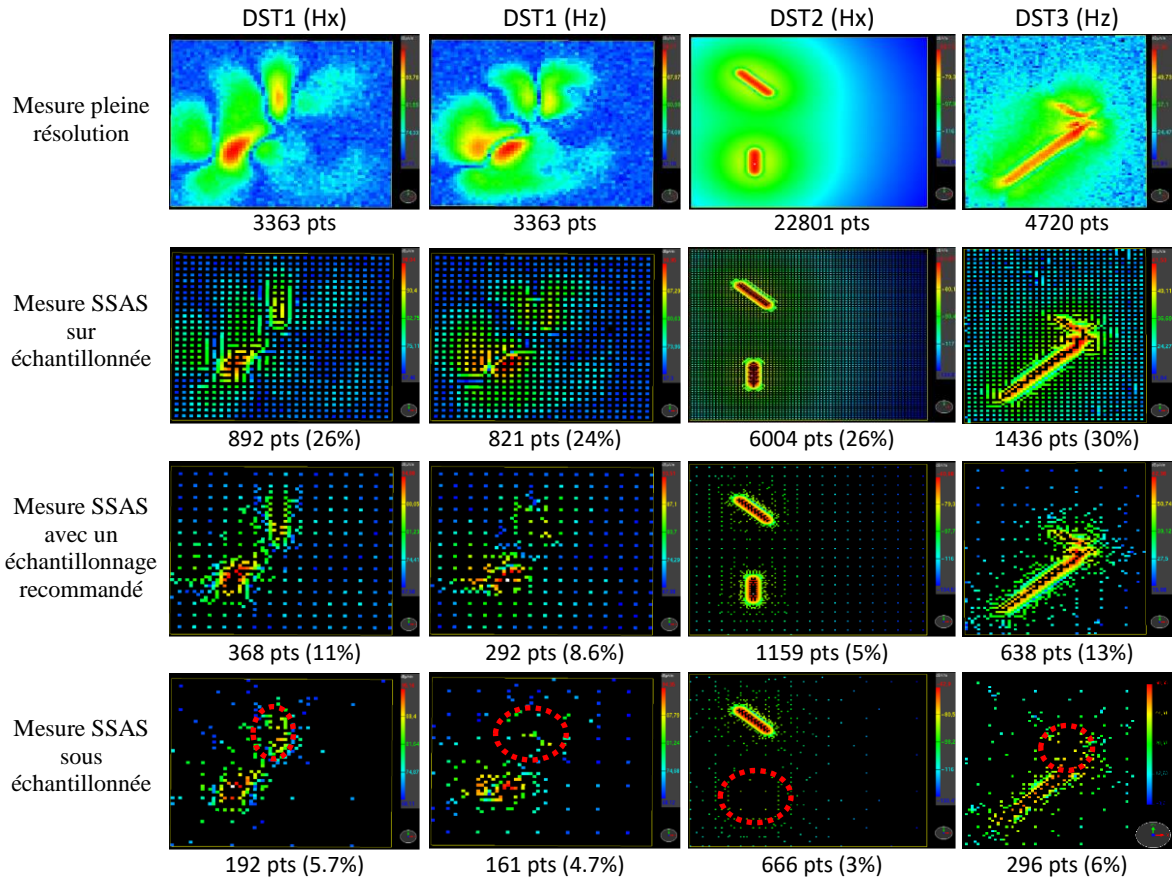 DST1 (Hx)
DST1 (Hz)
DST2 (Hx)
DST3 (Hz)
Mesure pleine
résolution
3363 pts
3363 pts
22801 pts
4720 pts
Mesure SSAS
sur
échantillonnée
892 pts (26%)
821 pts (24%)
6004 pts (26%)
1436 pts (30%)
Mesure SSAS
avec un
échantillonnage
recommandé
368 pts (11%)
292 pts (8.6%)
1159 pts (5%)
638 pts (13%)
Mesure SSAS
sous
échantillonnée
192 pts (5.7%)
161 pts (4.7%)
666 pts (3%)
296 pts (6%)